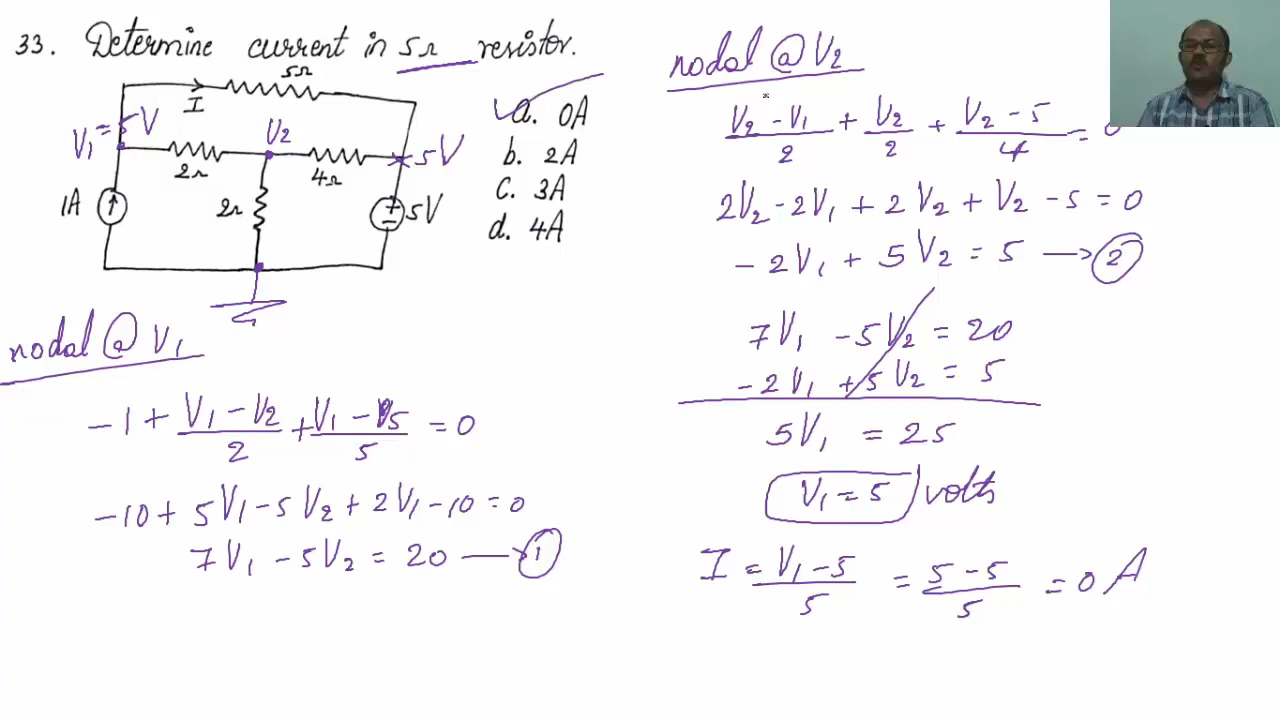 33. Determine current in 5Ω resistor.
5Ω
I
V1 = 5V
V2
5V
2Ω
4Ω
1A
2Ω
5V
a. 0A
b. 2A
c. 3A
d. 4A
nodal @ V1
-1 + (V1 - V2)/2 + (V1 - 5)/5 = 0
-10 + 5V1 - 5V2 + 2V1 - 10 = 0
7V1 - 5V2 = 20 → 1
nodal @ V2
(V2 - V1)/2 + V2/2 + (V2 - 5)/4 = 0
2V2 - 2V1 + 2V2 + V2 - 5 = 0
-2V1 + 5V2 = 5 → 2
7V1 - 5V2 = 20
-2V1 + 5V2 = 5
5V1 = 25
V1 = 5 volts
I = (V1 - 5)/5 = (5 - 5)/5 = 0 A